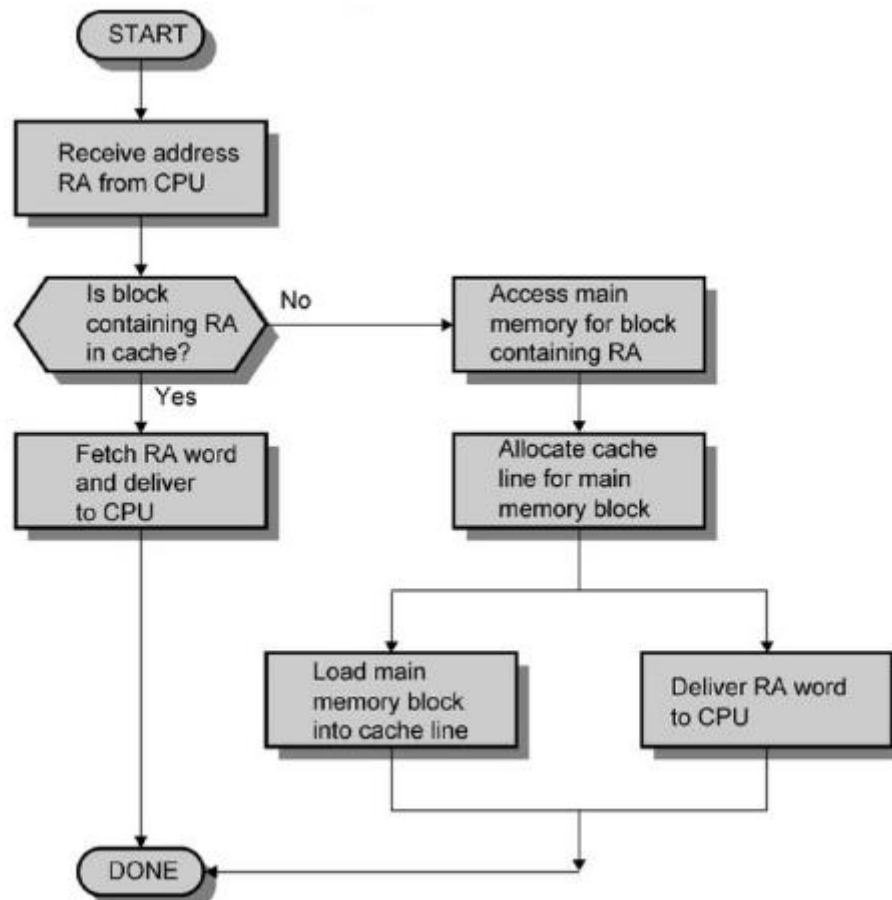 START
Receive address
RA from CPU
Is block
containing RA
in cache?
No
Access main
memory for block
containing RA
Yes
Fetch RA word
and deliver
to CPU
Allocate cache
line for main
memory block
Load main
memory block
into cache line
Deliver RA word
to CPU
DONE